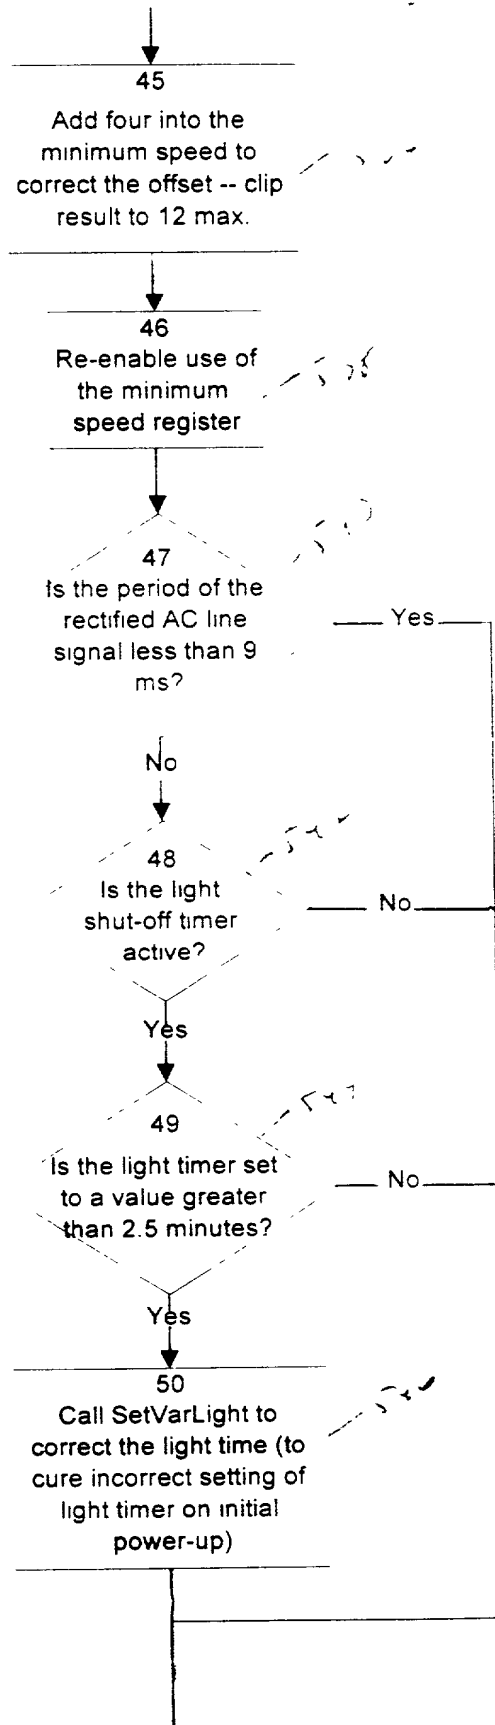 45
Add four into the
minimum speed to
correct the offset -- clip
result to 12 max.
46
Re-enable use of
the minimum
speed register
47
Is the period of the
rectified AC line
signal less than 9
ms?
Yes
No
48
Is the light
shut-off timer
active?
No
Yes
49
Is the light timer set
to a value greater
than 2.5 minutes?
No
Yes
50
Call SetVarLight to
correct the light time (to
cure incorrect setting of
light timer on initial
power-up)